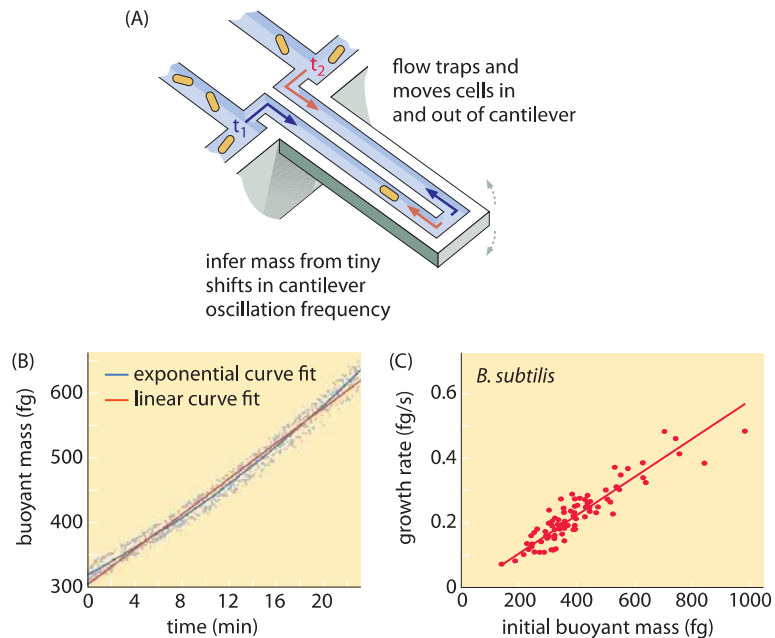 (A)
t2
t1
flow traps and
moves cells in
and out of cantilever
infer mass from tiny
shifts in cantilever
oscillation frequency
(B)
exponential curve fit
linear curve fit
buoyant mass (fg)
600
500
400
300
0 4 8 12 16 20
time (min)
(C)
B. subtilis
growth rate (fg/s)
0.6
0.4
0.2
0
0 200 400 600 800 1000
initial buoyant mass (fg)